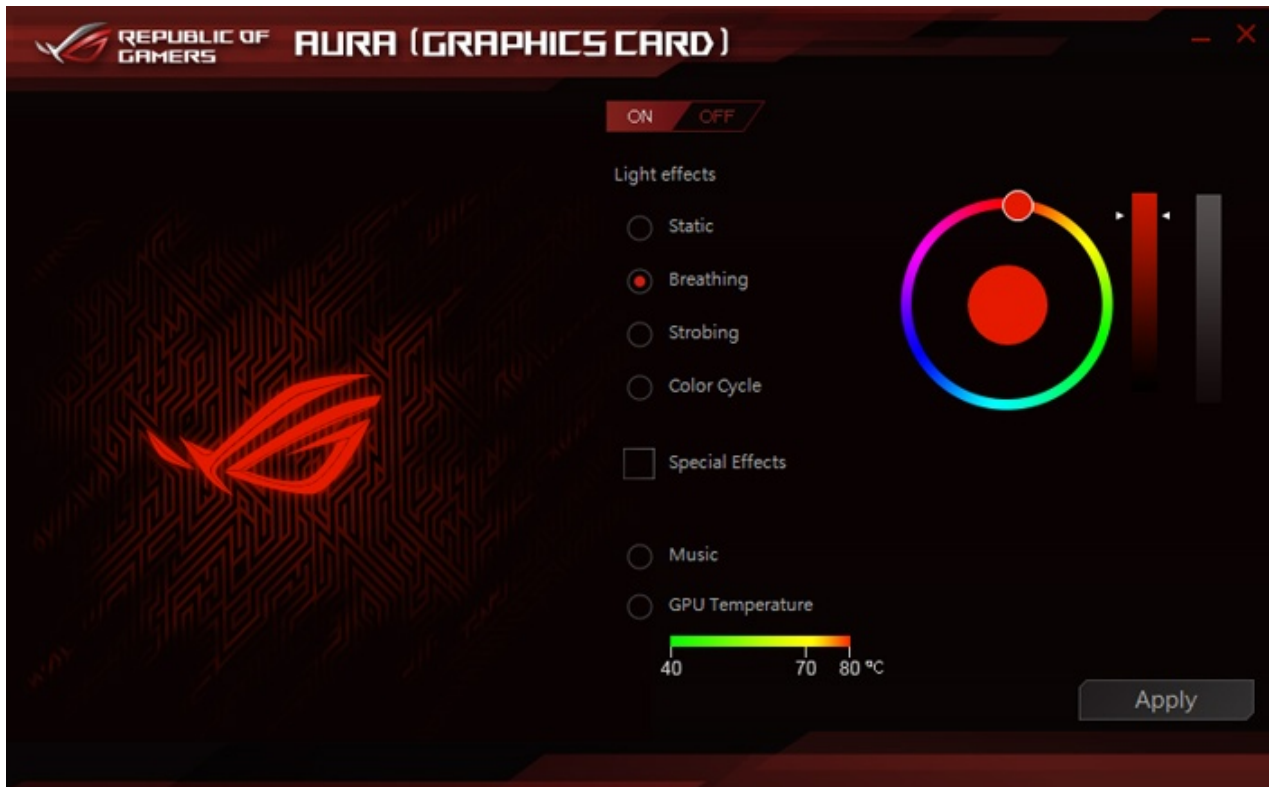 REPUBLIC OF
GAMERS
AURA (GRAPHICS CARD)
ON OFF
Light effects
Static
Breathing
Strobing
Color Cycle
Special Effects
Music
GPU Temperature
40 70 80 °C
Apply